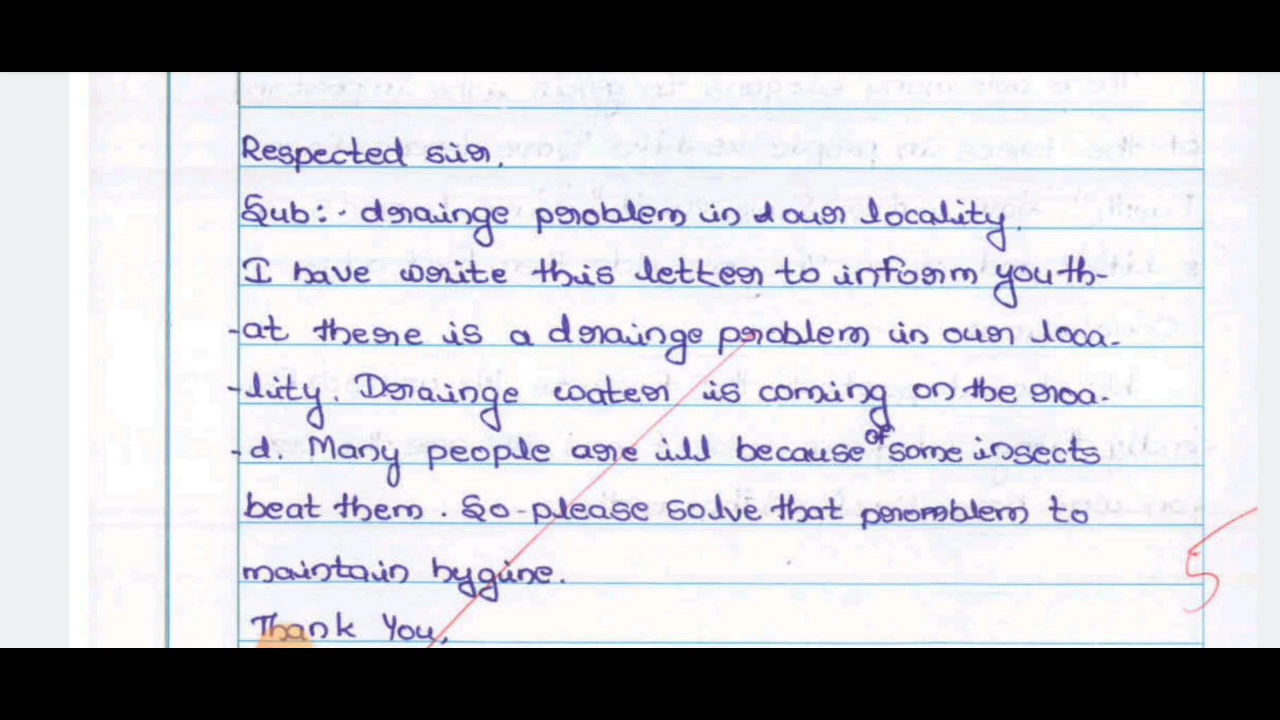 Respected sir,
Sub:- drainge problem in our locality.
I have write this letter to inform you th-
-at there is a drainge problem in our loca-
-lity. Drainge water is coming on the roa-
-d. Many people are ill because of some insects
beat them. So please solve that promblem to
maintain hygine.
Thank You,
5